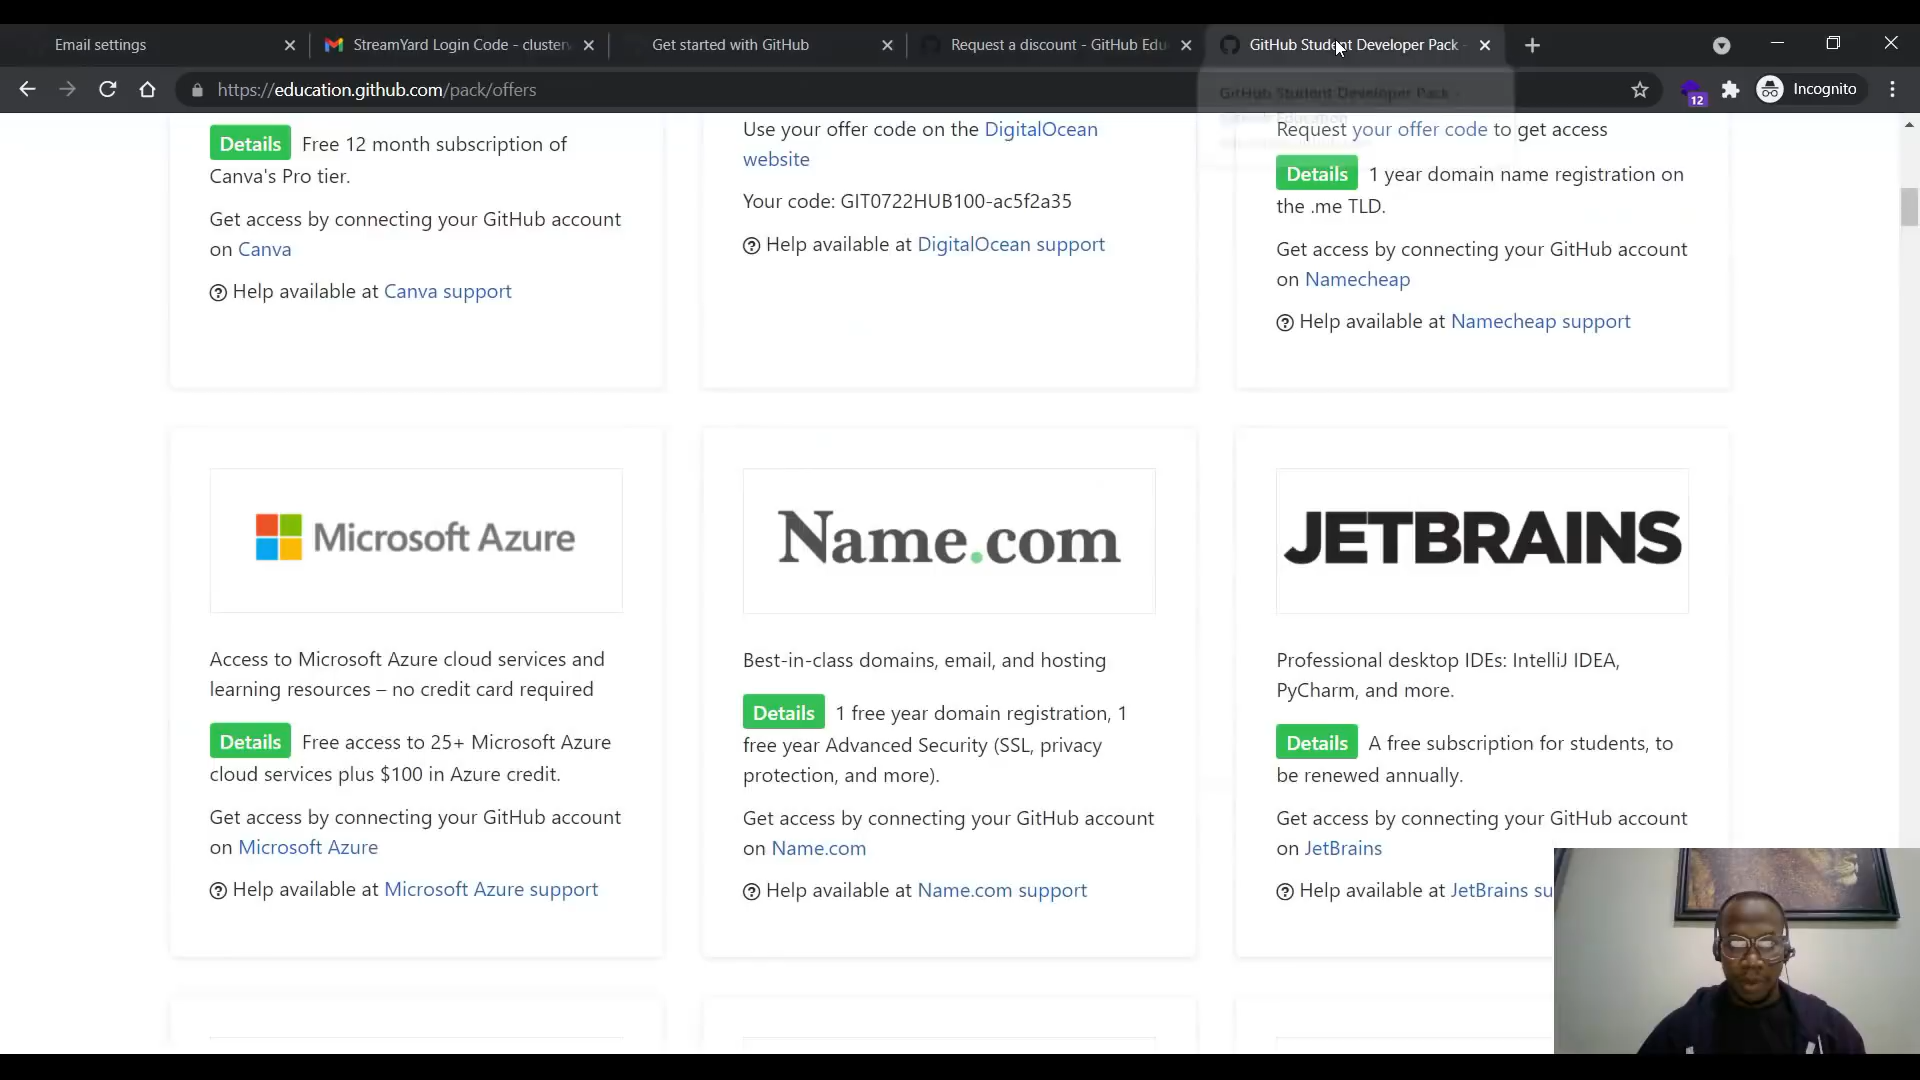 Email settings
StreamYard Login Code - cluster
Get started with GitHub
Request a discount - GitHub Edu
GitHub Student Developer Pack -
https://education.github.com/pack/offers
12
Incognito
GitHub Student Developer Pack -
GitHub Education
Details Free 12 month subscription of
Canva's Pro tier.
Get access by connecting your GitHub account
on Canva
Help available at Canva support
Use your offer code on the DigitalOcean
website
Your code: GIT0722HUB100-ac5f2a35
Help available at DigitalOcean support
Request your offer code to get access
Details 1 year domain name registration on
the .me TLD.
Get access by connecting your GitHub account
on Namecheap
Help available at Namecheap support
Microsoft Azure
Access to Microsoft Azure cloud services and
learning resources – no credit card required
Details Free access to 25+ Microsoft Azure
cloud services plus $100 in Azure credit.
Get access by connecting your GitHub account
on Microsoft Azure
Help available at Microsoft Azure support
Name.com
Best-in-class domains, email, and hosting
Details 1 free year domain registration, 1
free year Advanced Security (SSL, privacy
protection, and more).
Get access by connecting your GitHub account
on Name.com
Help available at Name.com support
JETBRAINS
Professional desktop IDEs: IntelliJ IDEA,
PyCharm, and more.
Details A free subscription for students, to
be renewed annually.
Get access by connecting your GitHub account
on JetBrains
Help available at JetBrains su